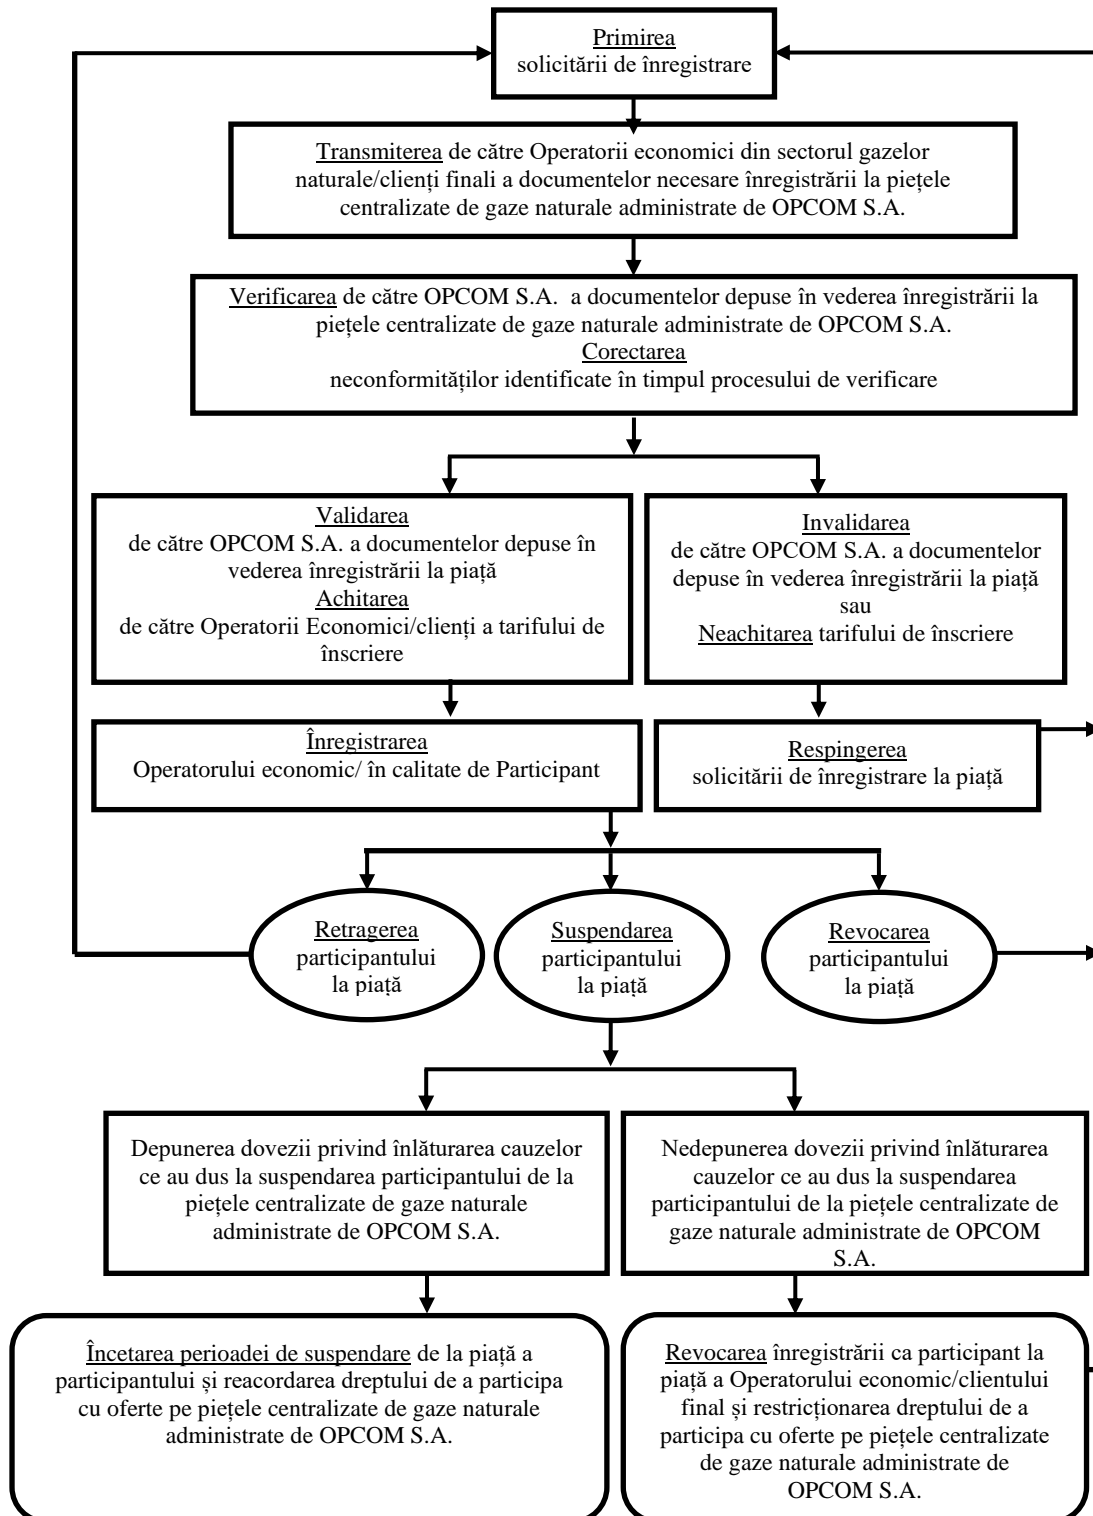 Primirea
solicitării de înregistrare
Transmiterea de către Operatorii economici din sectorul gazelor
naturale/clienți finali a documentelor necesare înregistrării la piețele
centralizate de gaze naturale administrate de OPCOM S.A.
Verificarea de către OPCOM S.A. a documentelor depuse în vederea înregistrării la
piețele centralizate de gaze naturale administrate de OPCOM S.A.
Corectarea
neconformităților identificate în timpul procesului de verificare
Validarea
de către OPCOM S.A. a documentelor depuse în
vederea înregistrării la piață
Achitarea
de către Operatorii Economici/clienți a tarifului de
înscriere
Invalidarea
de către OPCOM S.A. a documentelor
depuse în vederea înregistrării la piață
sau
Neachitarea tarifului de înscriere
Înregistrarea
Operatorului economic/ în calitate de Participant
Respingerea
solicitării de înregistrare la piață
Retragerea
participantului
la piață
Suspendarea
participantului
la piață
Revocarea
participantului
la piață
Depunerea dovezii privind înlăturarea cauzelor
ce au dus la suspendarea participantului de la
piețele centralizate de gaze naturale
administrate de OPCOM S.A.
Nedepunerea dovezii privind înlăturarea
cauzelor ce au dus la suspendarea
participantului de la piețele centralizate de
gaze naturale administrate de OPCOM
S.A.
Încetarea perioadei de suspendare de la piață a
participantului și reacordarea dreptului de a participa
cu oferte pe piețele centralizate de gaze naturale
administrate de OPCOM S.A.
Revocarea înregistrării ca participant la
piață a Operatorului economic/clientului
final și restricționarea dreptului de a
participa cu oferte pe piețele centralizate
de gaze naturale administrate de
OPCOM S.A.